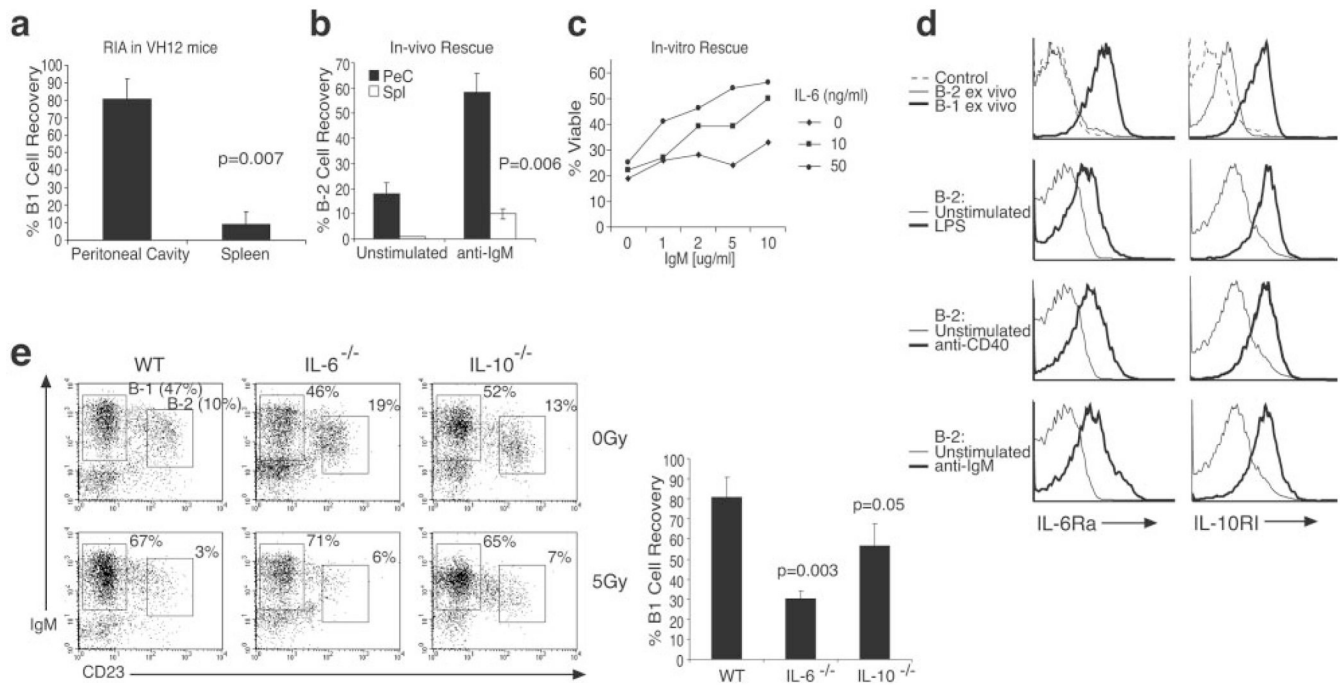 a
RIA in VH12 mice
% B1 Cell Recovery
100
90
80
70
60
50
40
30
20
10
0
p=0.007
Peritoneal Cavity
Spleen
b
In-vivo Rescue
% B-2 Cell Recovery
70
60
50
40
30
20
10
0
PeC
Spl
P=0.006
Unstimulated
anti-IgM
c
In-vitro Rescue
% Viable
60
50
40
30
20
10
0
0 1 2 5 10
IgM [ug/ml]
IL-6 (ng/ml)
0
10
50
d
Control
B-2 ex vivo
B-1 ex vivo
B-2:
Unstimulated
LPS
B-2:
Unstimulated
anti-CD40
B-2:
Unstimulated
anti-IgM
IL-6Ra
IL-10RI
e
WT
IL-6 -/-
IL-10 -/-
B-1 (47%)
B-2 (10%)
46%
19%
52%
13%
0Gy
67%
3%
71%
6%
65%
7%
5Gy
IgM
CD23
% B1 Cell Recovery
90
80
70
60
50
40
30
20
10
0
p=0.003
p=0.05
WT
IL-6 -/-
IL-10 -/-